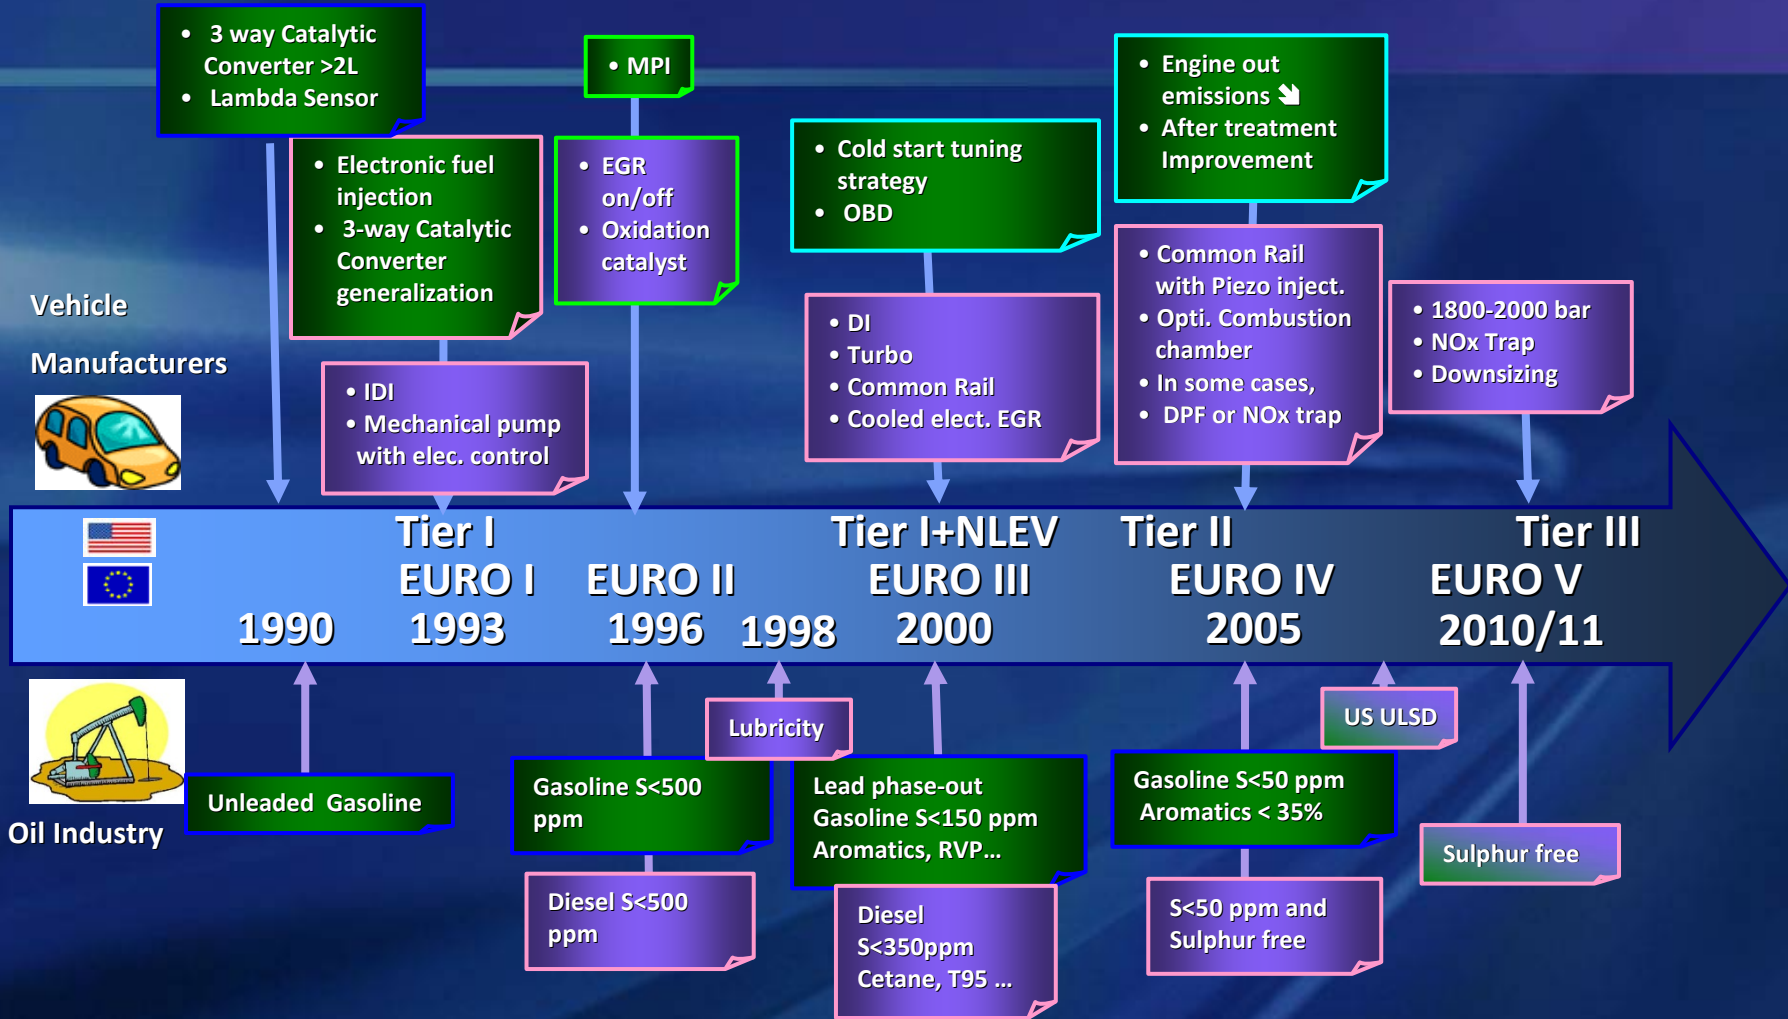 • 3 way Catalytic
Converter >2L
• Lambda Sensor
• Electronic fuel
injection
• 3-way Catalytic
Converter
generalization
• IDI
• Mechanical pump
with elec. control
• MPI
• EGR
on/off
• Oxidation
catalyst
• Cold start tuning
strategy
• OBD
• DI
• Turbo
• Common Rail
• Cooled elect. EGR
• Engine out
emissions ⬊
• After treatment
Improvement
• Common Rail
with Piezo inject.
• Opti. Combustion
chamber
• In some cases,
• DPF or NOx trap
• 1800-2000 bar
• NOx Trap
• Downsizing
Vehicle
Manufacturers
Tier I
Tier I+NLEV
Tier II
Tier III
EURO I
EURO II
EURO III
EURO IV
EURO V
1990
1993
1996
1998
2000
2005
2010/11
Oil Industry
Unleaded Gasoline
Gasoline S<500
ppm
Diesel S<500
ppm
Lubricity
Lead phase-out
Gasoline S<150 ppm
Aromatics, RVP...
Diesel
S<350ppm
Cetane, T95 ...
Gasoline S<50 ppm
Aromatics < 35%
S<50 ppm and
Sulphur free
US ULSD
Sulphur free